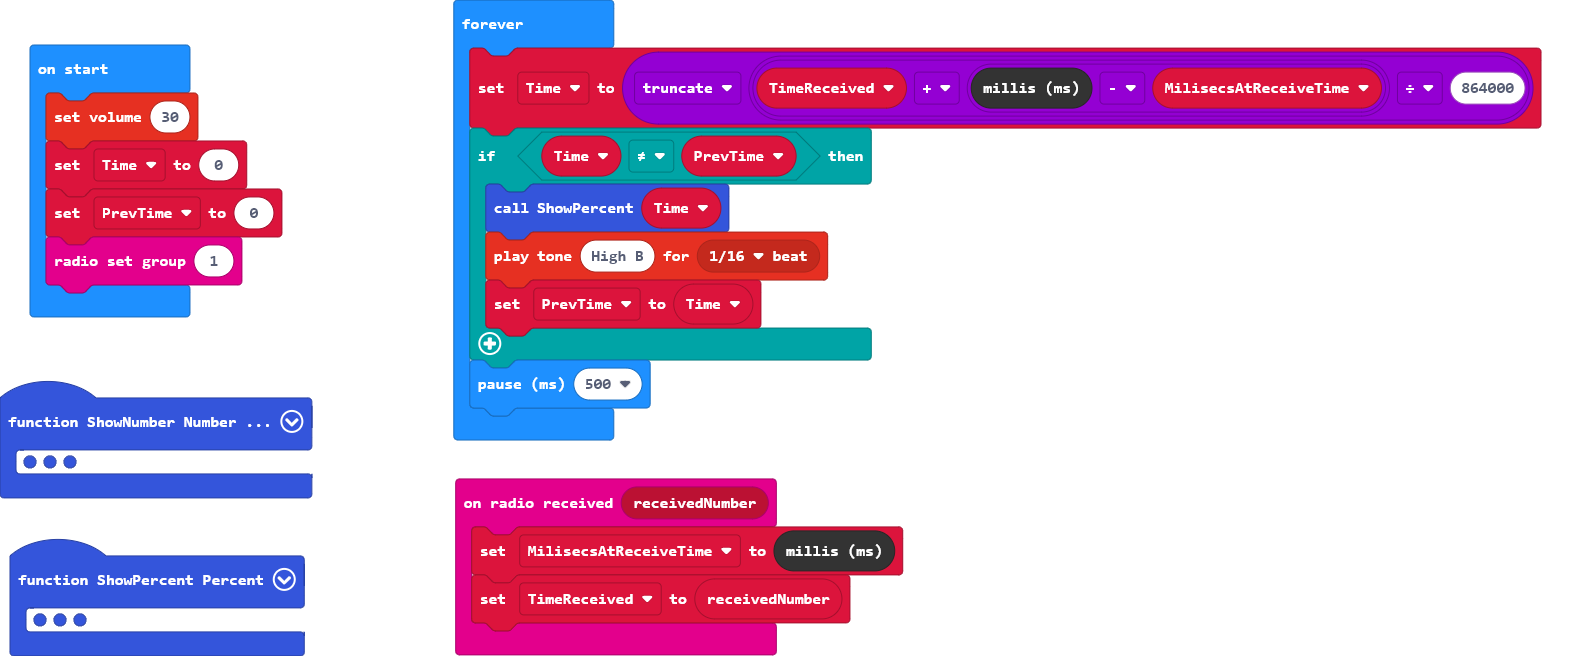 on start
set volume 30
set Time to 0
set PrevTime to 0
radio set group 1
function ShowNumber Number ...
function ShowPercent Percent
forever
set Time to truncate TimeReceived + millis (ms) - MilisecsAtReceiveTime ÷ 864000
if Time ≠ PrevTime then
call ShowPercent Time
play tone High B for 1/16 beat
set PrevTime to Time
pause (ms) 500
on radio received receivedNumber
set MilisecsAtReceiveTime to millis (ms)
set TimeReceived to receivedNumber